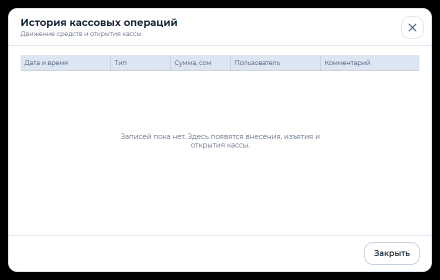 История кассовых операций
Движение средств и открытия кассы
Дата и время Тип Сумма, сом Пользователь Комментарий
Записей пока нет. Здесь появятся внесения, изъятия и
открытия кассы.
Закрыть